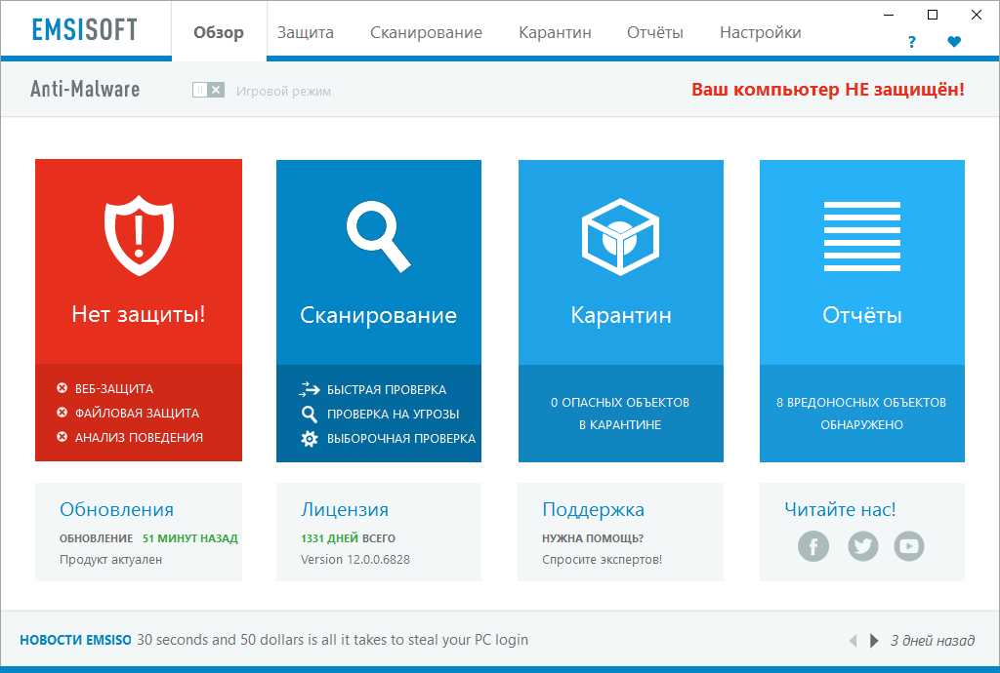 EMSISOFT
Обзор Защита Сканирование Карантин Отчёты Настройки
?
Anti-Malware
Игровой режим
Ваш компьютер НЕ защищён!
Нет защиты!
ВЕБ-ЗАЩИТА
ФАЙЛОВАЯ ЗАЩИТА
АНАЛИЗ ПОВЕДЕНИЯ
Сканирование
БЫСТРАЯ ПРОВЕРКА
ПРОВЕРКА НА УГРОЗЫ
ВЫБОРОЧНАЯ ПРОВЕРКА
Карантин
0 ОПАСНЫХ ОБЪЕКТОВ
В КАРАНТИНЕ
Отчёты
8 ВРЕДОНОСНЫХ ОБЪЕКТОВ
ОБНАРУЖЕНО
Обновления
ОБНОВЛЕНИЕ 51 МИНУТ НАЗАД
Продукт актуален
Лицензия
1331 ДНЕЙ ВСЕГО
Version 12.0.0.6828
Поддержка
НУЖНА ПОМОЩЬ?
Спросите экспертов!
Читайте нас!
НОВОСТИ EMSISO 30 seconds and 50 dollars is all it takes to steal your PC login
3 дней назад